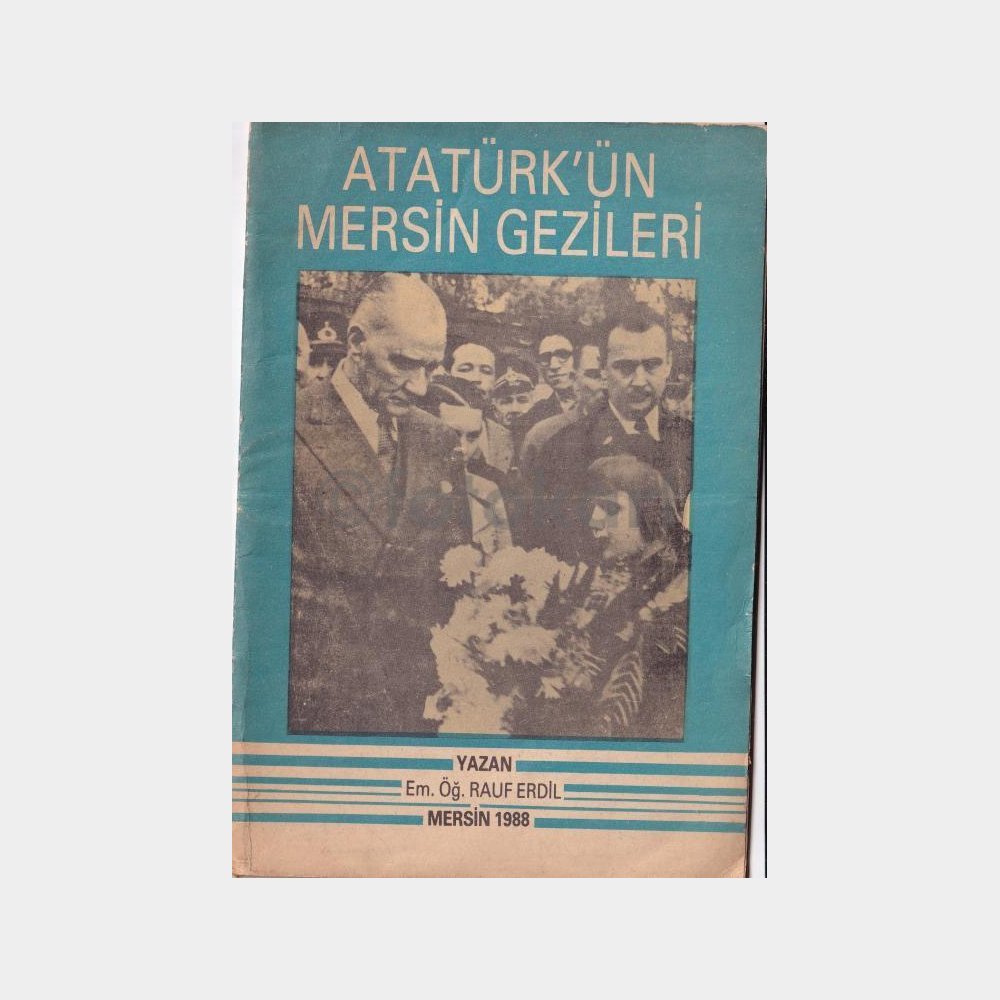 ATATÜRK'ÜN
MERSİN GEZİLERİ
YAZAN
Em. Öğ. RAUF ERDİL
MERSİN 1988